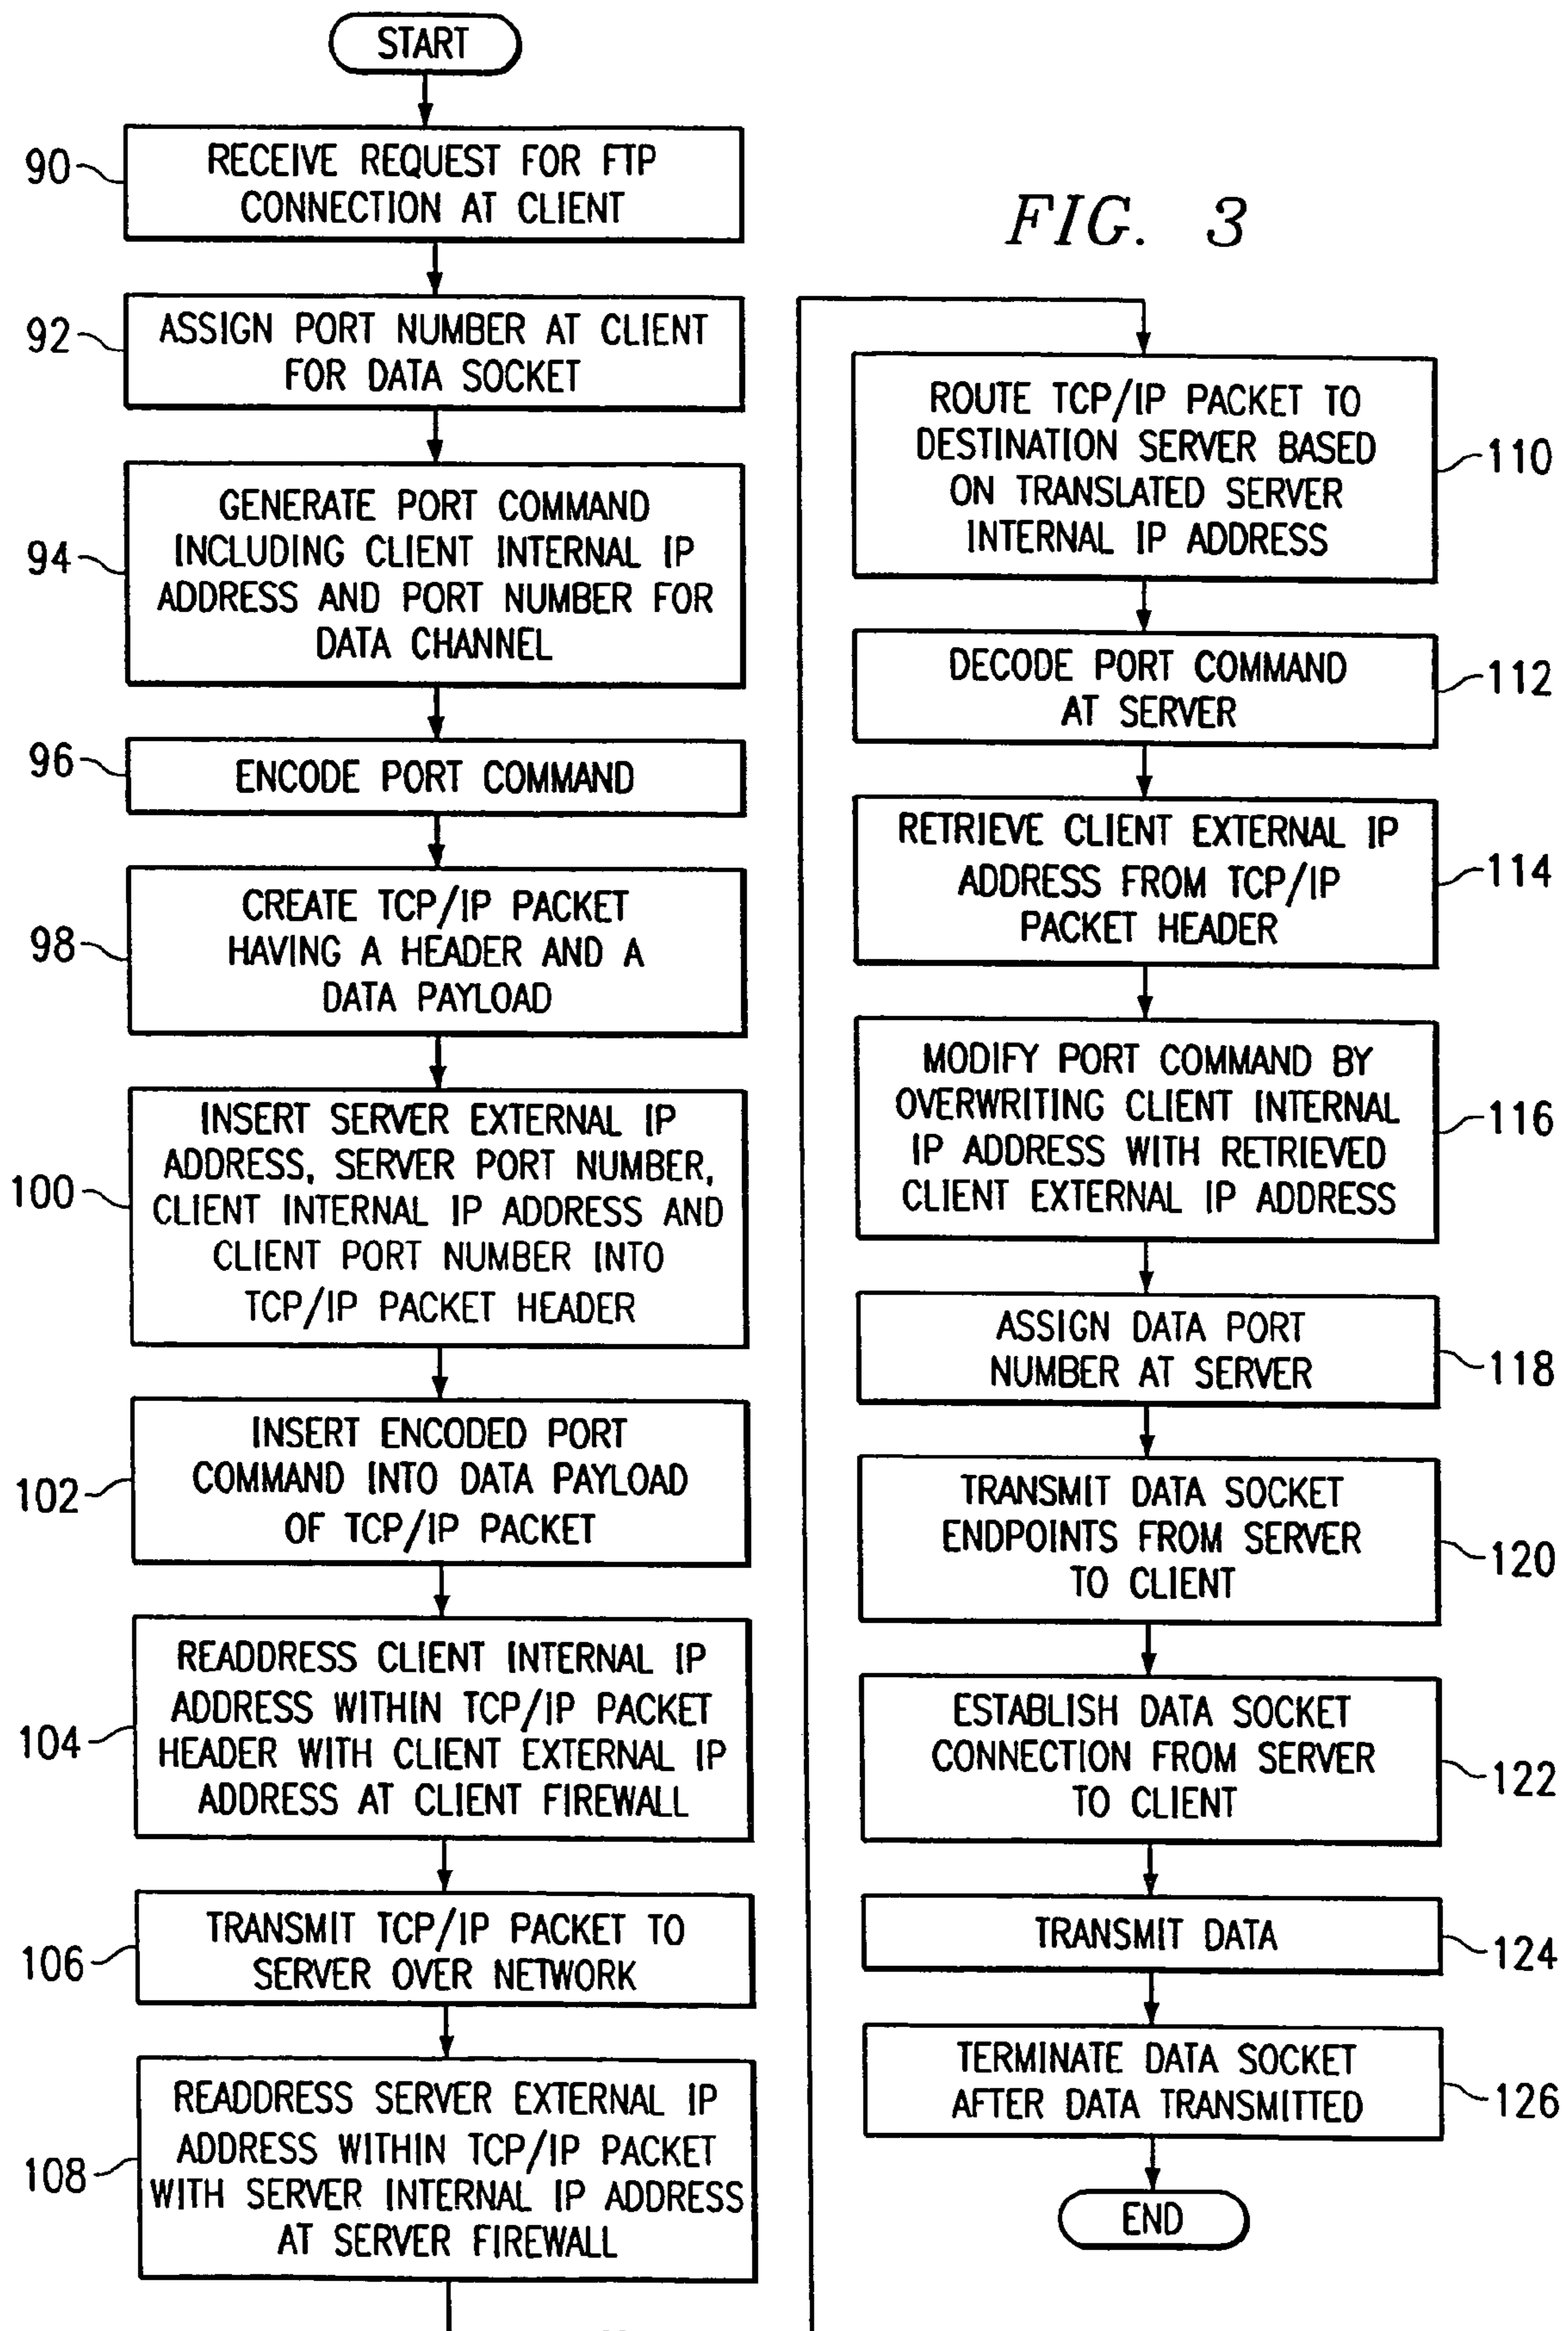 START
90
RECEIVE REQUEST FOR FTP
CONNECTION AT CLIENT
92
ASSIGN PORT NUMBER AT CLIENT
FOR DATA SOCKET
94
GENERATE PORT COMMAND
INCLUDING CLIENT INTERNAL IP
ADDRESS AND PORT NUMBER FOR
DATA CHANNEL
96
ENCODE PORT COMMAND
98
CREATE TCP/IP PACKET
HAVING A HEADER AND A
DATA PAYLOAD
100
INSERT SERVER EXTERNAL IP
ADDRESS, SERVER PORT NUMBER,
CLIENT INTERNAL IP ADDRESS AND
CLIENT PORT NUMBER INTO
TCP/IP PACKET HEADER
102
INSERT ENCODED PORT
COMMAND INTO DATA PAYLOAD
OF TCP/IP PACKET
104
READDRESS CLIENT INTERNAL IP
ADDRESS WITHIN TCP/IP PACKET
HEADER WITH CLIENT EXTERNAL IP
ADDRESS AT CLIENT FIREWALL
106
TRANSMIT TCP/IP PACKET TO
SERVER OVER NETWORK
108
READDRESS SERVER EXTERNAL IP
ADDRESS WITHIN TCP/IP PACKET
WITH SERVER INTERNAL IP ADDRESS
AT SERVER FIREWALL
FIG. 3
ROUTE TCP/IP PACKET TO
DESTINATION SERVER BASED
ON TRANSLATED SERVER
INTERNAL IP ADDRESS
110
DECODE PORT COMMAND
AT SERVER
112
RETRIEVE CLIENT EXTERNAL IP
ADDRESS FROM TCP/IP
PACKET HEADER
114
MODIFY PORT COMMAND BY
OVERWRITING CLIENT INTERNAL
IP ADDRESS WITH RETRIEVED
CLIENT EXTERNAL IP ADDRESS
116
ASSIGN DATA PORT
NUMBER AT SERVER
118
TRANSMIT DATA SOCKET
ENDPOINTS FROM SERVER
TO CLIENT
120
ESTABLISH DATA SOCKET
CONNECTION FROM SERVER
TO CLIENT
122
TRANSMIT DATA
124
TERMINATE DATA SOCKET
AFTER DATA TRANSMITTED
126
END